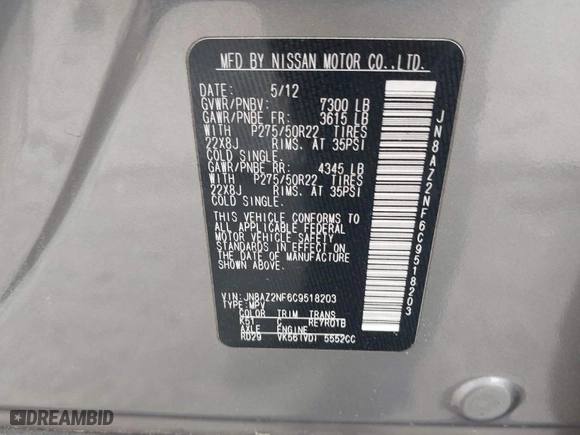 MFD BY NISSAN MOTOR CO.,LTD.
DATE: 5/12
GVWR/PNBV: 7300 LB
GAWR/PNBE FR: 3615 LB
WITH P275/50R22 TIRES
22X8J RIMS. AT 35PSI
COLD SINGLE.
GAWR/PNBE RR: 4345 LB
WITH P275/50R22 TIRES
22X8J RIMS. AT 35PSI
COLD SINGLE.
THIS VEHICLE CONFORMS TO
ALL APPLICABLE FEDERAL
MOTOR VEHICLE SAFETY
STANDARDS IN EFFECT ON
THE DATE OF MANUFACTURE
SHOWN ABOVE.
VIN: JN8AZ2NF6C9518203
TYPE: MPV
COLOR TRIM TRANS
K51 C RE7R01B
AXLE ENGINE
RD29 VK56(VD) 5552CC
JN8AZ2NF6C9518203
DREAMBID